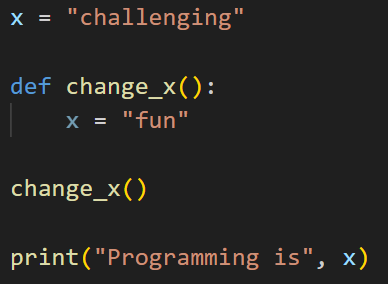 x = "challenging"
def change_x():
    x = "fun"
change_x()
print("Programming is", x)